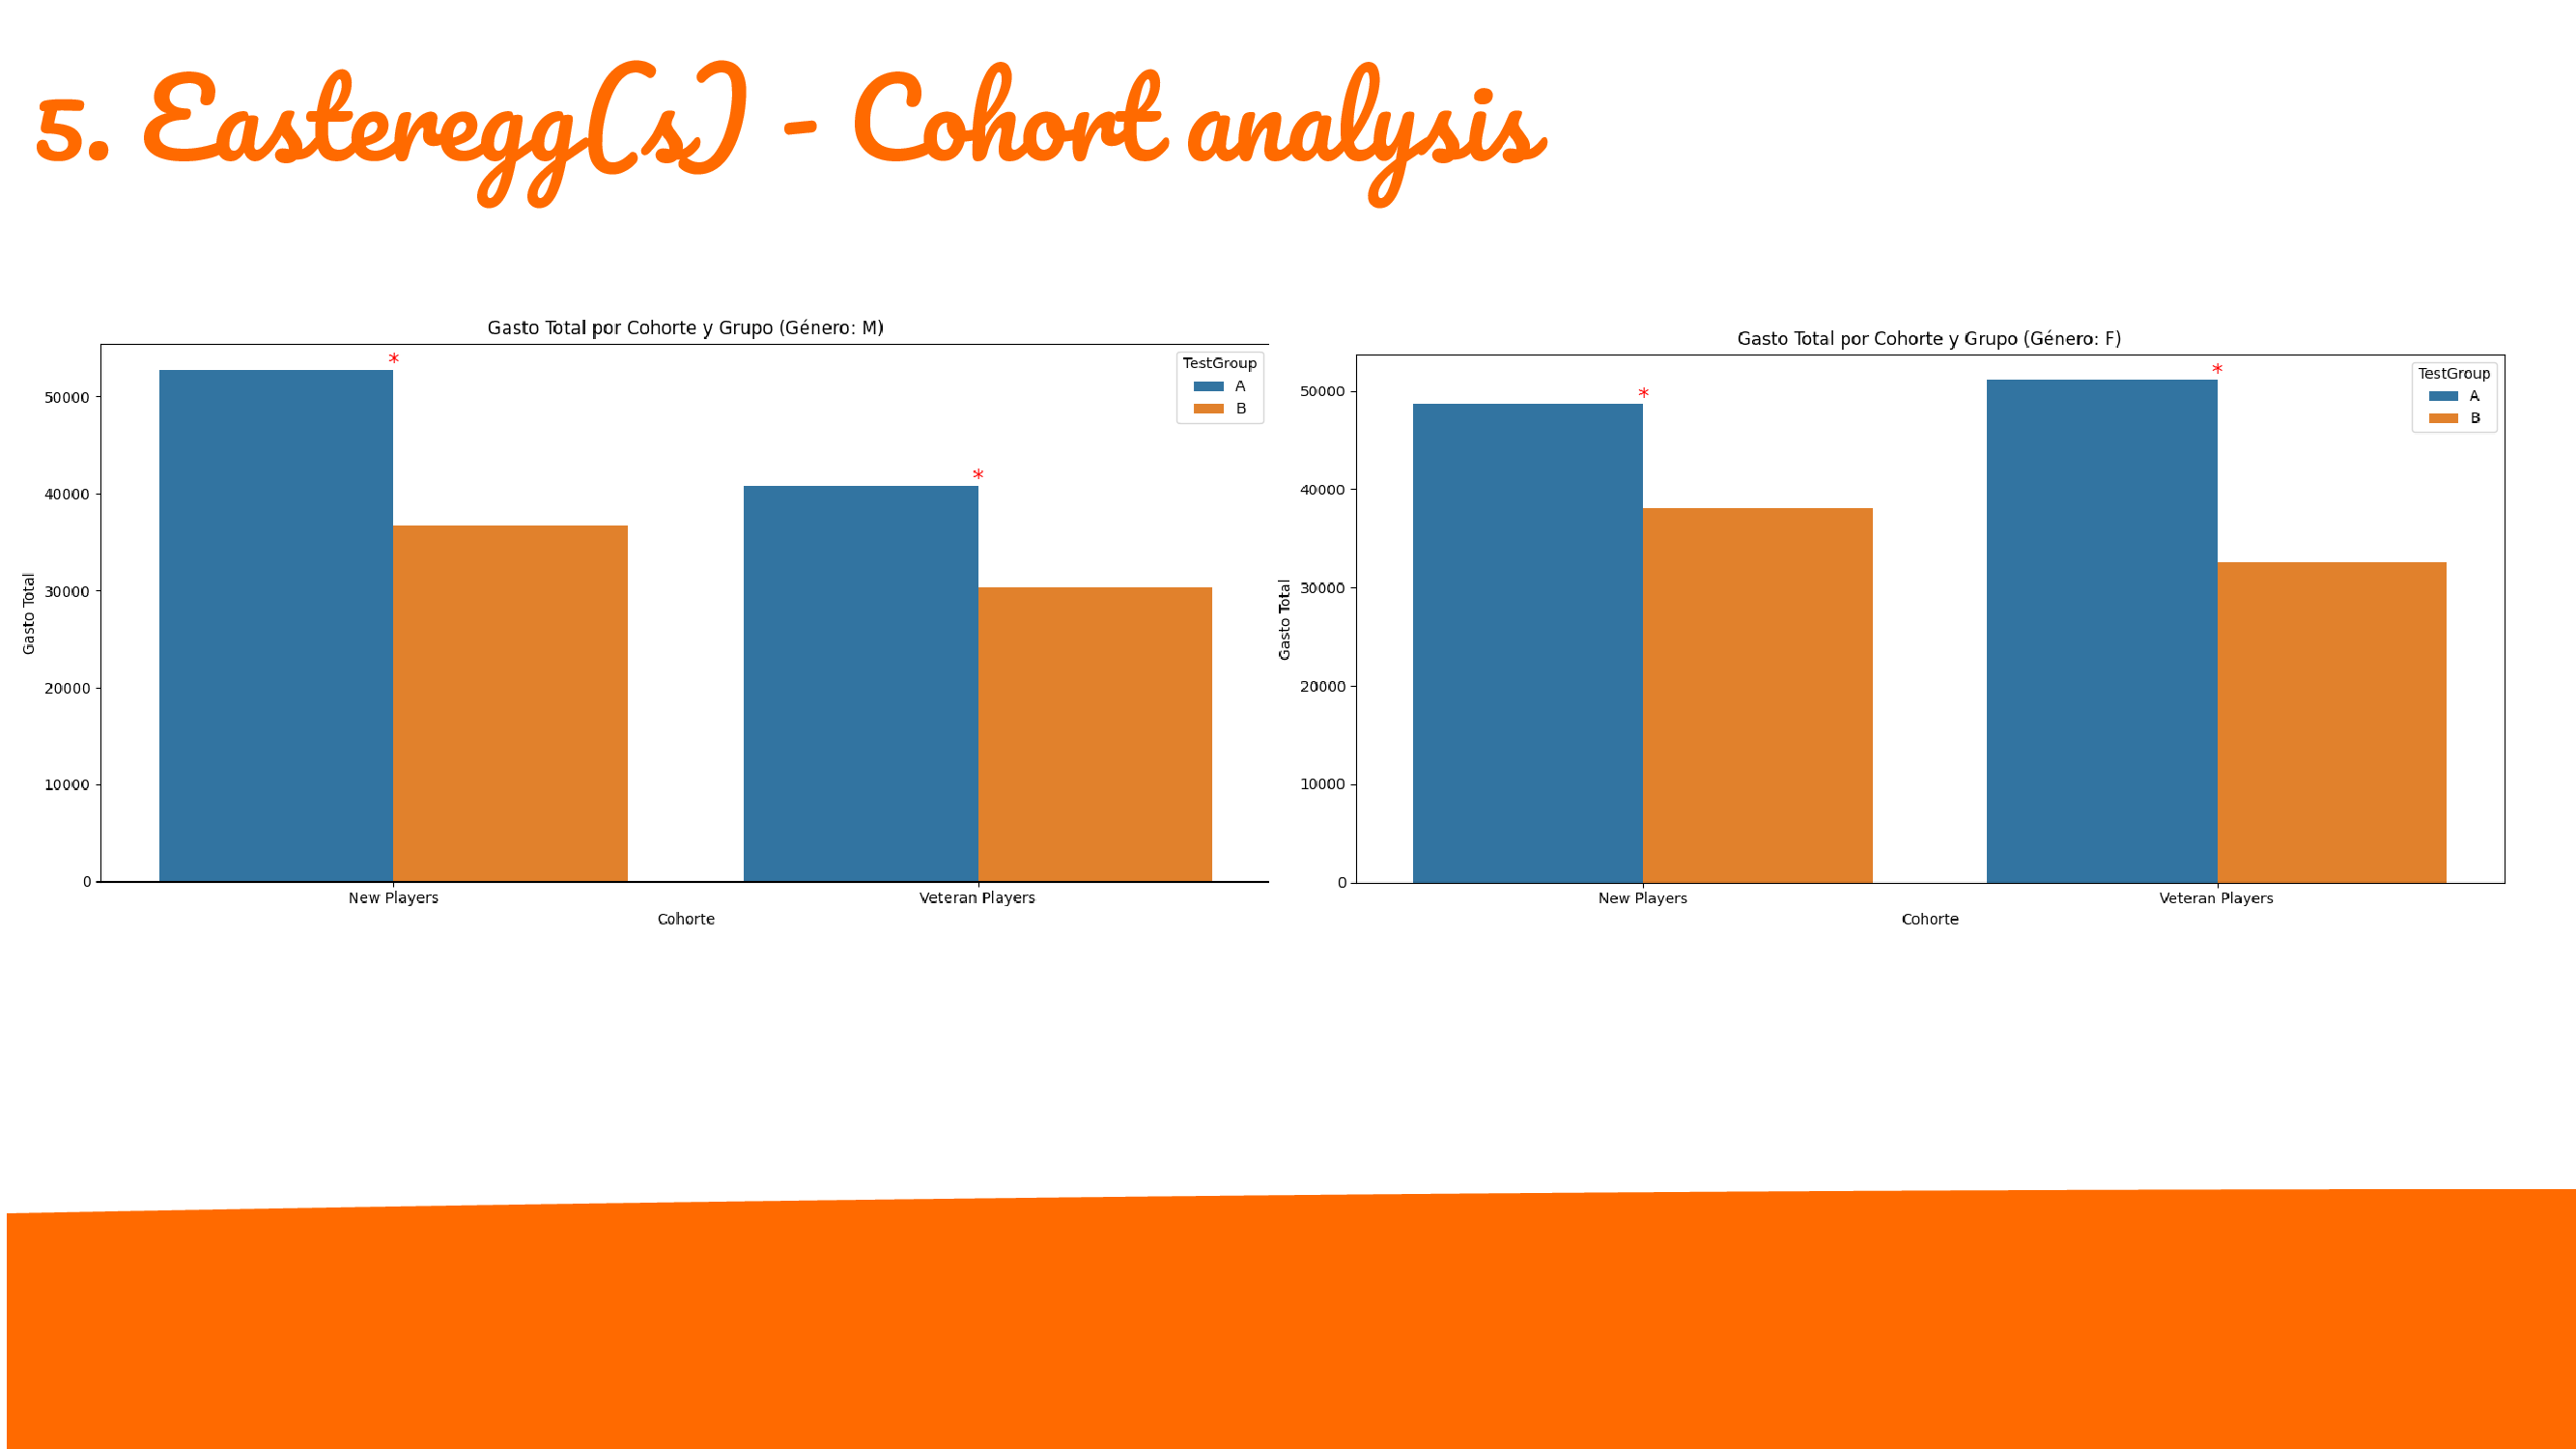 5. Easteregg(s) - Cohort analysis
Gasto Total por Cohorte y Grupo (Género: M)
*
*
TestGroup
A
B
50000
40000
30000
20000
10000
0
Gasto Total
New Players
Veteran Players
Cohorte
Gasto Total por Cohorte y Grupo (Género: F)
*
*
TestGroup
A
B
50000
40000
30000
20000
10000
0
Gasto Total
New Players
Veteran Players
Cohorte